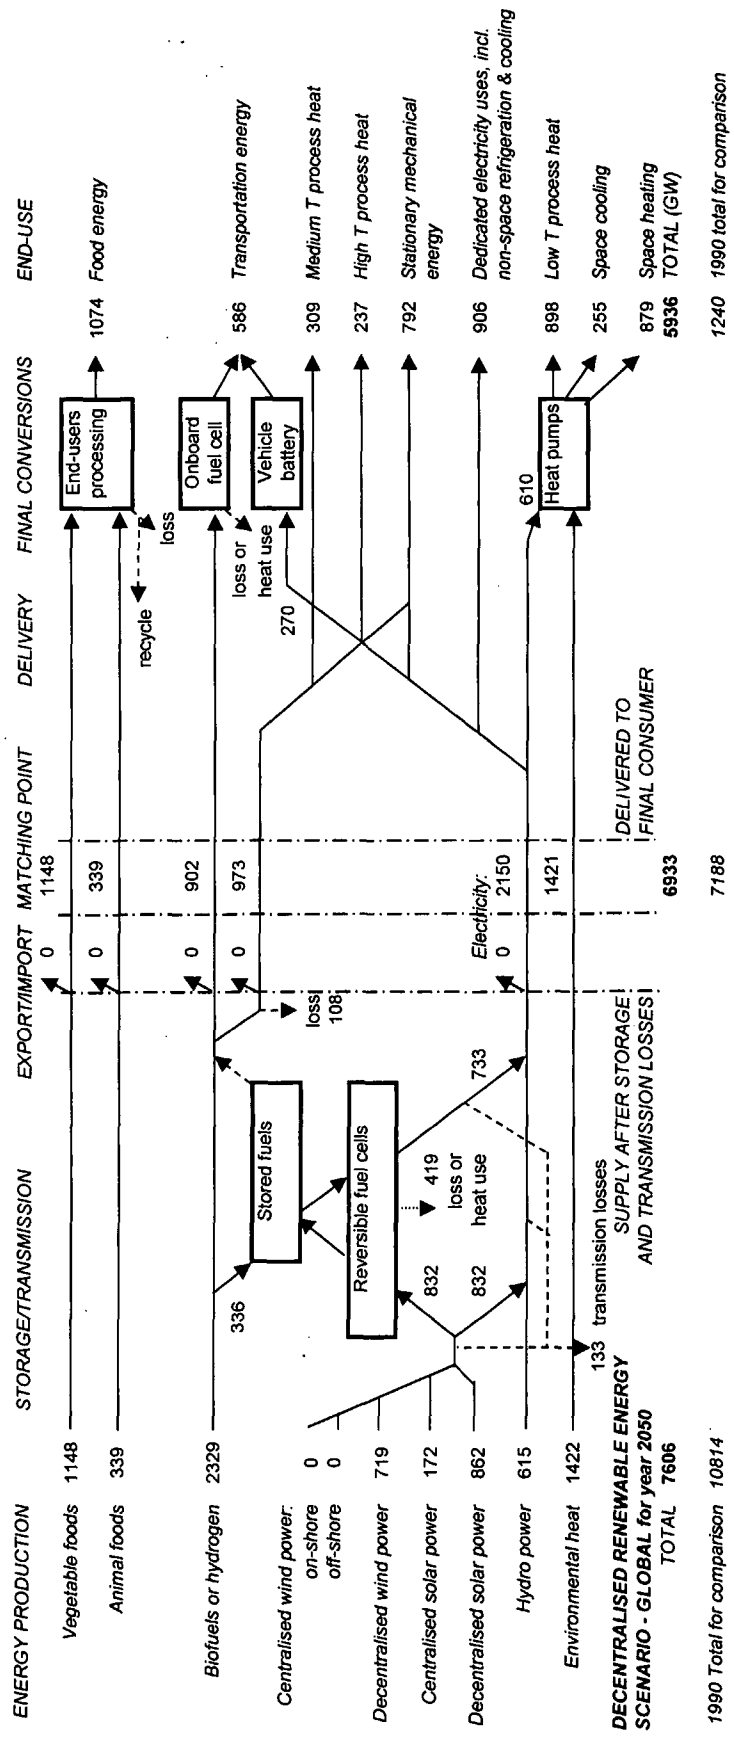 ENERGY PRODUCTION
STORAGE/TRANSMISSION
EXPORT/IMPORT
MATCHING POINT
DELIVERY
FINAL CONVERSIONS
END-USE
Vegetable foods 1148
0
1148
End-users
processing
1074 Food energy
Animal foods 339
0
339
recycle
loss
Biofuels or hydrogen 2329
336
Stored fuels
0
902
Onboard
fuel cell
loss or
heat use
586 Transportation energy
loss
108
0
973
Vehicle
battery
270
Centralised wind power:
on-shore 0
off-shore 0
309 Medium T process heat
Reversible fuel cells
237 High T process heat
Decentralised wind power 719
419
loss or
heat use
792 Stationary mechanical
energy
Centralised solar power 172
832
832
733
Decentralised solar power 862
906 Dedicated electricity uses, incl.
non-space refrigeration & cooling
Hydro power 615
0
Electricity:
2150
610
Heat pumps
898 Low T process heat
Environmental heat 1422
1421
255 Space cooling
133 transmission losses
879 Space heating
DECENTRALISED RENEWABLE ENERGY
SCENARIO - GLOBAL for year 2050
SUPPLY AFTER STORAGE
AND TRANSMISSION LOSSES
DELIVERED TO
FINAL CONSUMER
TOTAL 7606
6933
5936 TOTAL (GW)
1990 Total for comparison 10814
7188
1240 1990 total for comparison